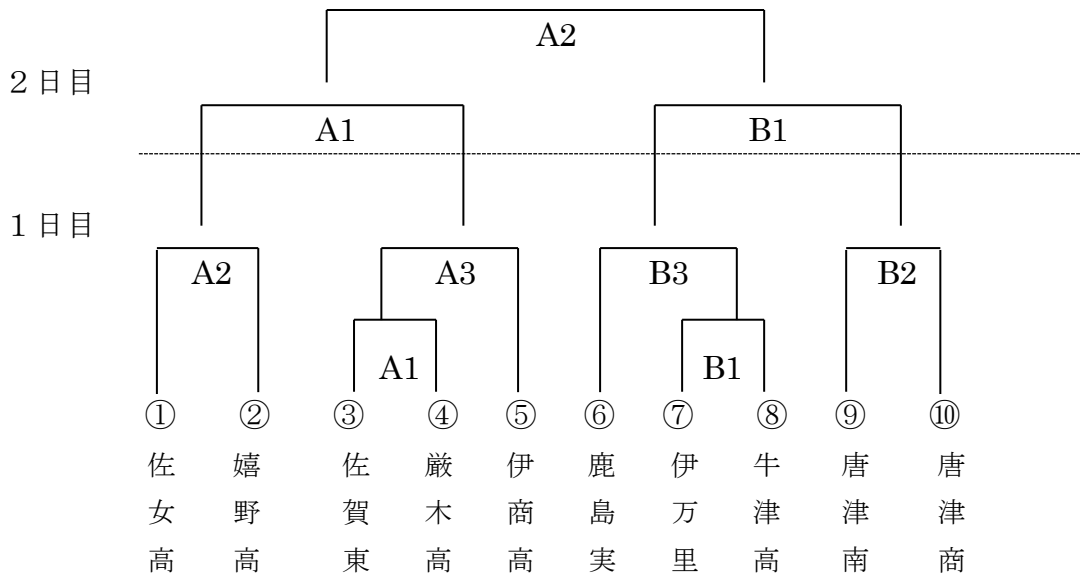 A2
２日目
A1 B1
１日目
A2 A3 B3 B2
A1 B1
① ② ③ ④ ⑤ ⑥ ⑦ ⑧ ⑨ ⑩
佐女高
嬉野高
佐賀東
厳木高
伊商高
鹿島実
伊万里
牛津高
唐津南
唐津商